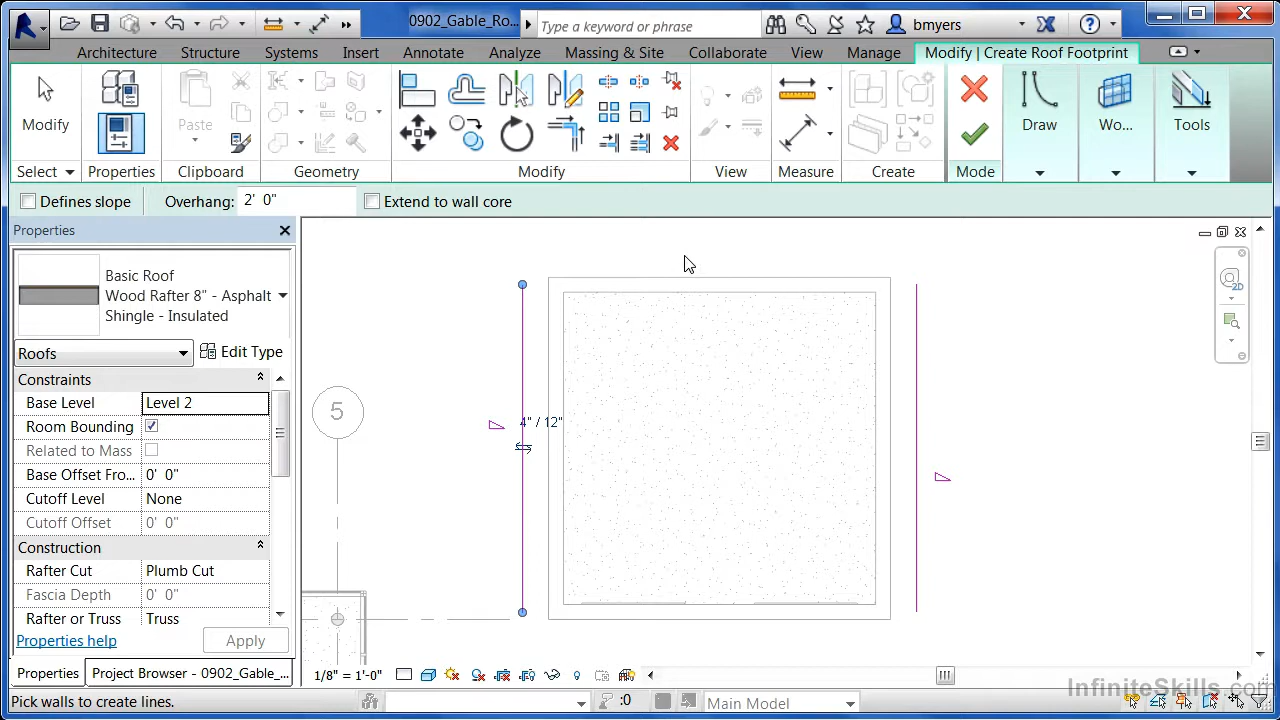 0902_Gable_Ro...
Type a keyword or phrase
bmyers
Architecture Structure Systems Insert Annotate Analyze Massing & Site Collaborate View Manage Modify | Create Roof Footprint
Modify Paste Draw Wo... Tools
Select Properties Clipboard Geometry Modify View Measure Create Mode
Defines slope Overhang: 2' 0" Extend to wall core
Properties
Basic Roof
Wood Rafter 8" - Asphalt
Shingle - Insulated
Roofs Edit Type
Constraints
Base Level Level 2
Room Bounding
Related to Mass
Base Offset Fro... 0' 0"
Cutoff Level None
Cutoff Offset 0' 0"
Construction
Rafter Cut Plumb Cut
Fascia Depth 0' 0"
Rafter or Truss Truss
Properties help Apply
Properties Project Browser - 0902_Gable_...
5
4" / 12"
2D
1/8" = 1'-0"
Pick walls to create lines.
:0
Main Model
InfiniteSkills.com